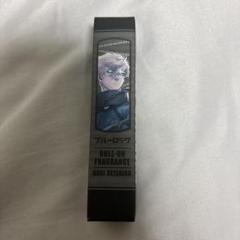 ブルーロック
ROLL-ON
FRAGRANCE
NAGI SEISHIRO